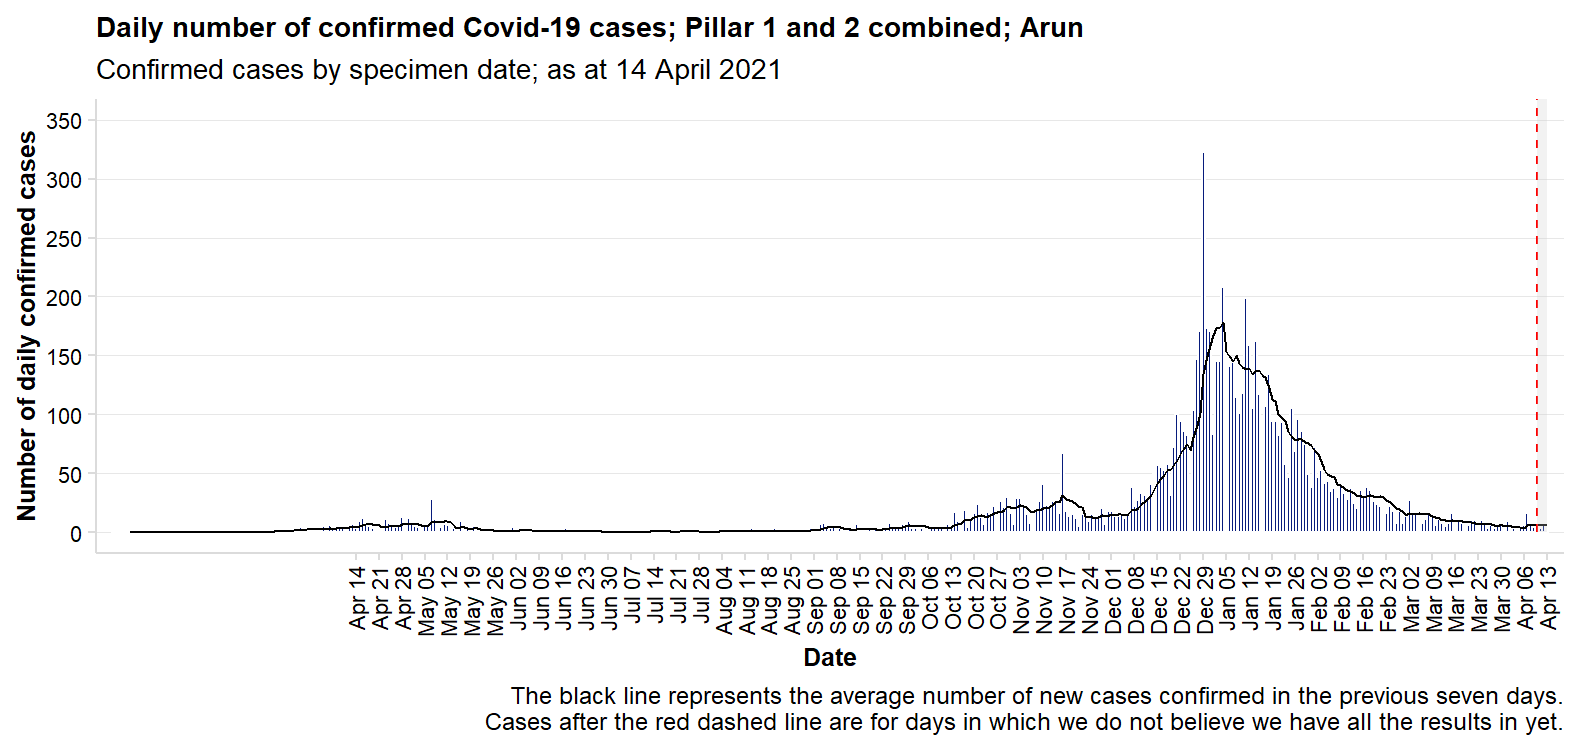 Daily number of confirmed Covid-19 cases; Pillar 1 and 2 combined; Arun
Confirmed cases by specimen date; as at 14 April 2021
Number of daily confirmed cases
350
300
250
200
150
100
50
0
Apr 14
Apr 21
Apr 28
May 05
May 12
May 19
May 26
Jun 02
Jun 09
Jun 16
Jun 23
Jun 30
Jul 07
Jul 14
Jul 21
Jul 28
Aug 04
Aug 11
Aug 18
Aug 25
Sep 01
Sep 08
Sep 15
Sep 22
Sep 29
Oct 06
Oct 13
Oct 20
Oct 27
Nov 03
Nov 10
Nov 17
Nov 24
Dec 01
Dec 08
Dec 15
Dec 22
Dec 29
Jan 05
Jan 12
Jan 19
Jan 26
Feb 02
Feb 09
Feb 16
Feb 23
Mar 02
Mar 09
Mar 16
Mar 23
Mar 30
Apr 06
Apr 13
Date
The black line represents the average number of new cases confirmed in the previous seven days.
Cases after the red dashed line are for days in which we do not believe we have all the results in yet.